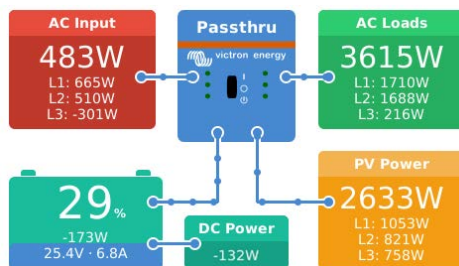 AC Input
483W
L1: 665W
L2: 510W
L3: -301W
Passthru
victron energy
AC Loads
3615W
L1: 1710W
L2: 1688W
L3: 216W
29%
-173W
25.4V · 6.8A
DC Power
-132W
PV Power
2633W
L1: 1053W
L2: 821W
L3: 758W